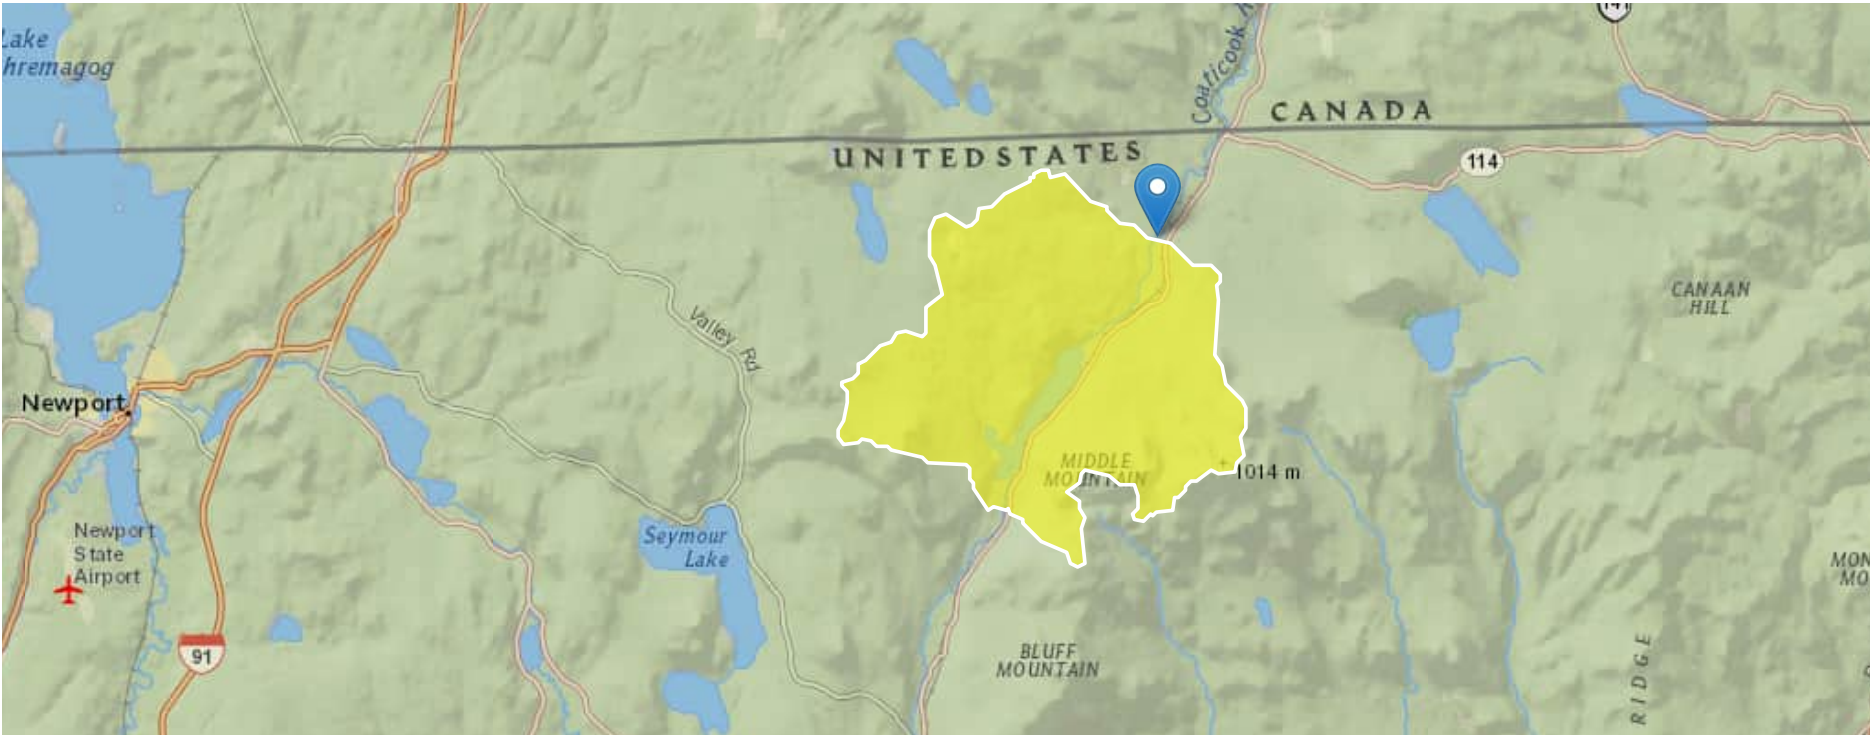 Lake
hremagog
Coaticook
141
CANADA
UNITED STATES
114
CANAAN
HILL
Valley Rd
Newport
MIDDLE
MOUNTAIN
1014 m
Newport
State
Airport
Seymour
Lake
MON
MO
91
BLUFF
MOUNTAIN
RIDGE